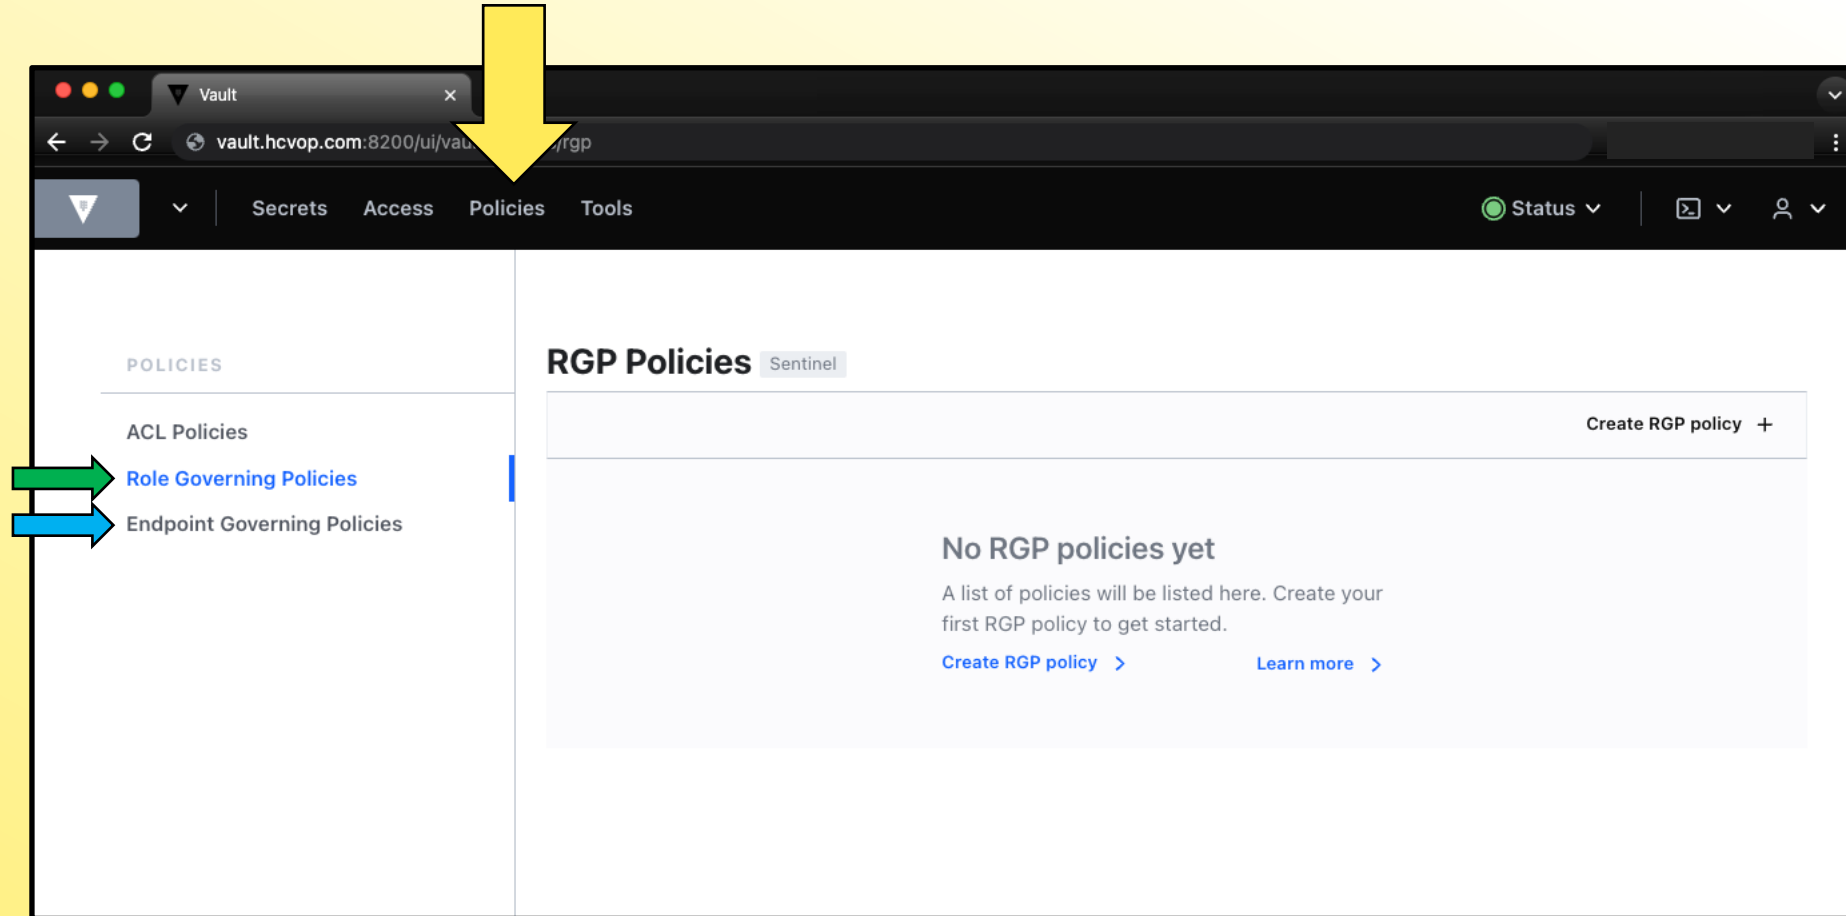 Vault
vault.hcvop.com:8200/ui/vau /rgp
Secrets Access Policies Tools Status
POLICIES
ACL Policies
Role Governing Policies
Endpoint Governing Policies
RGP Policies Sentinel
Create RGP policy +
No RGP policies yet
A list of policies will be listed here. Create your
first RGP policy to get started.
Create RGP policy
Learn more